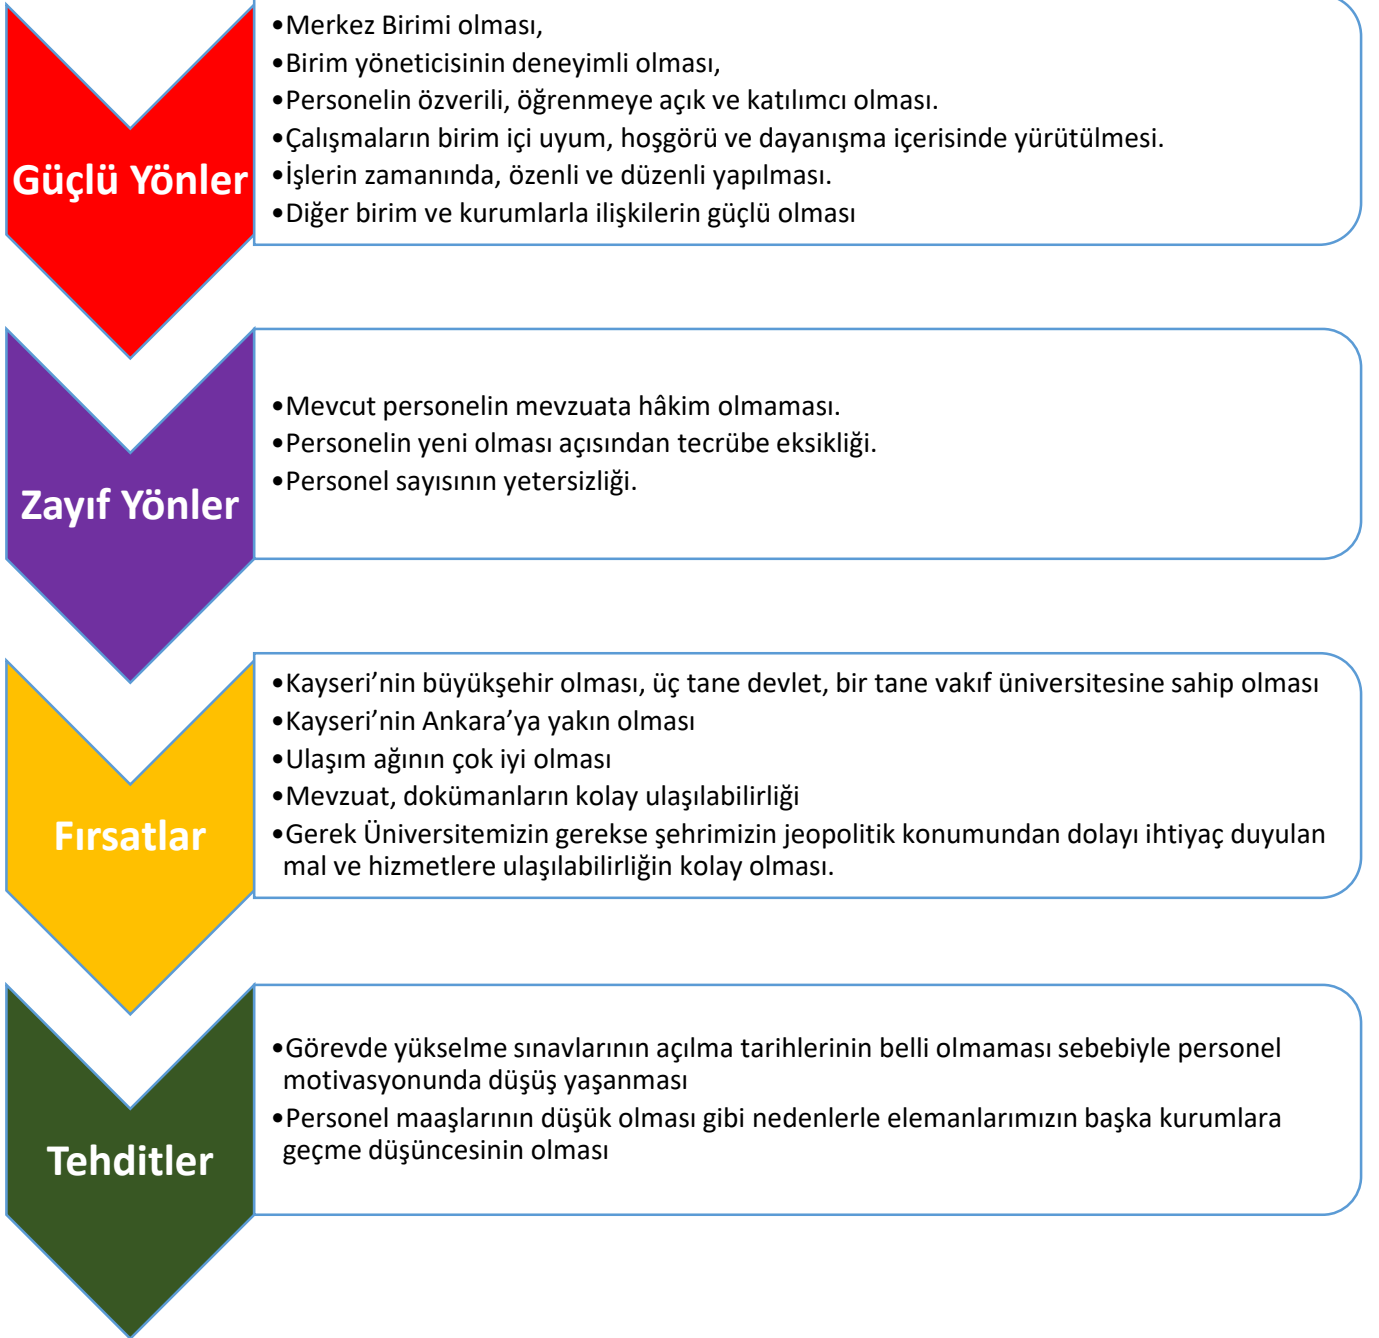 Güçlü Yönler
•Merkez Birimi olması,
•Birim yöneticisinin deneyimli olması,
•Personelin özverili, öğrenmeye açık ve katılımcı olması.
•Çalışmaların birim içi uyum, hoşgörü ve dayanışma içerisinde yürütülmesi.
•İşlerin zamanında, özenli ve düzenli yapılması.
•Diğer birim ve kurumlarla ilişkilerin güçlü olması
Zayıf Yönler
•Mevcut personelin mevzuata hâkim olmaması.
•Personelin yeni olması açısından tecrübe eksikliği.
•Personel sayısının yetersizliği.
Fırsatlar
•Kayseri’nin büyükşehir olması, üç tane devlet, bir tane vakıf üniversitesine sahip olması
•Kayseri’nin Ankara’ya yakın olması
•Ulaşım ağının çok iyi olması
•Mevzuat, dokümanların kolay ulaşılabilirliği
•Gerek Üniversitemizin gerekse şehrimizin jeopolitik konumundan dolayı ihtiyaç duyulan
mal ve hizmetlere ulaşılabilirliğin kolay olması.
Tehditler
•Görevde yükselme sınavlarının açılma tarihlerinin belli olmaması sebebiyle personel
motivasyonunda düşüş yaşanması
•Personel maaşlarının düşük olması gibi nedenlerle elemanlarımızın başka kurumlara
geçme düşüncesinin olması